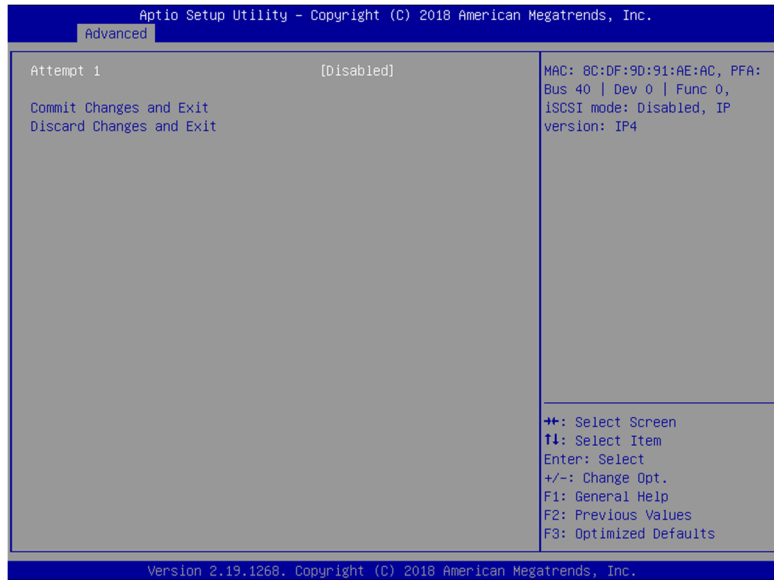 Aptio Setup Utility – Copyright (C) 2018 American Megatrends, Inc.
Advanced
Attempt 1 [Disabled]
Commit Changes and Exit
Discard Changes and Exit
MAC: 8C:DF:9D:91:AE:AC, PFA:
Bus 40 | Dev 0 | Func 0,
iSCSI mode: Disabled, IP
version: IP4
→←: Select Screen
↑↓: Select Item
Enter: Select
+/-: Change Opt.
F1: General Help
F2: Previous Values
F3: Optimized Defaults
Version 2.19.1268. Copyright (C) 2018 American Megatrends, Inc.